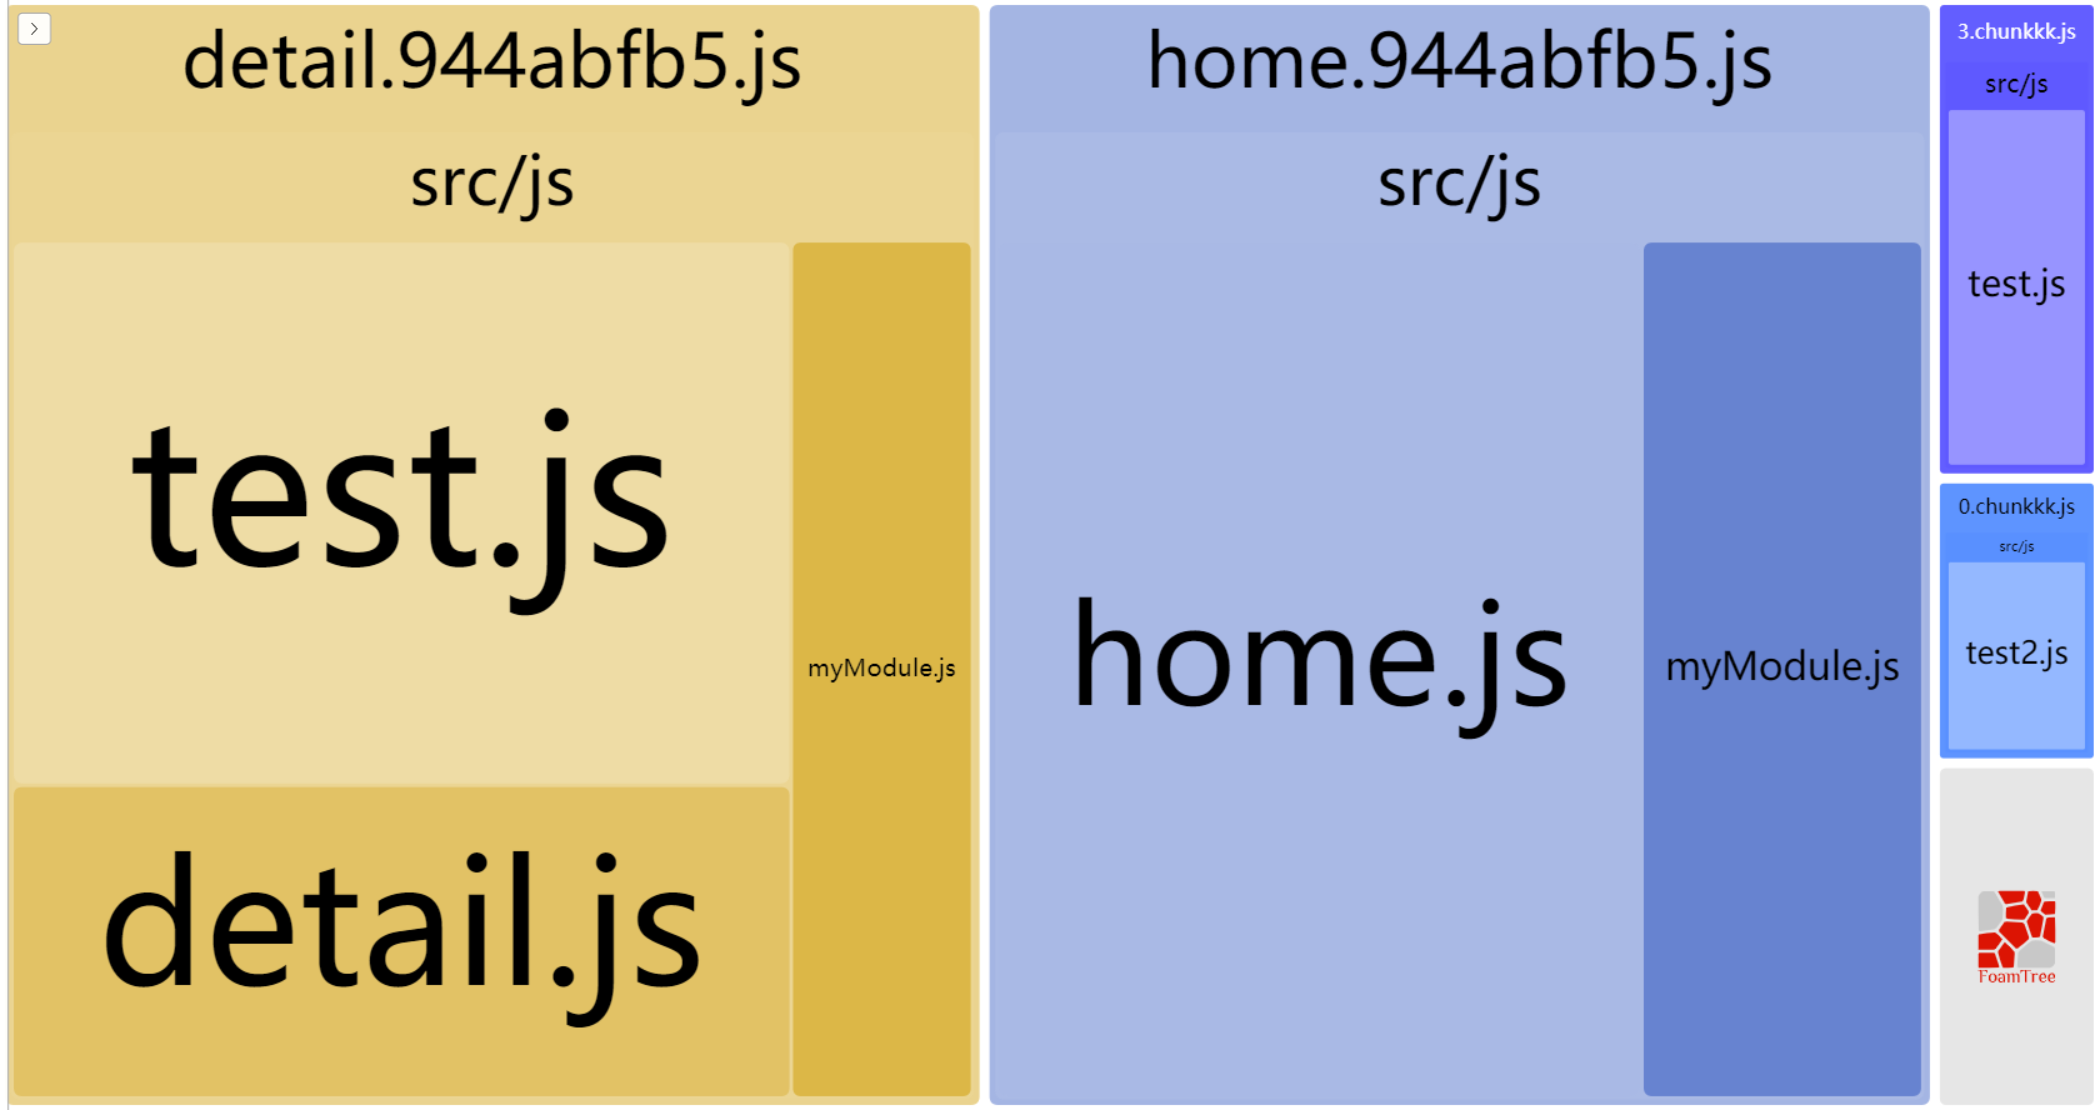 detail.944abfb5.js
src/js
test.js
myModule.js
detail.js
home.944abfb5.js
src/js
home.js
myModule.js
3.chunkkk.js
src/js
test.js
0.chunkkk.js
src/js
test2.js
FoamTree